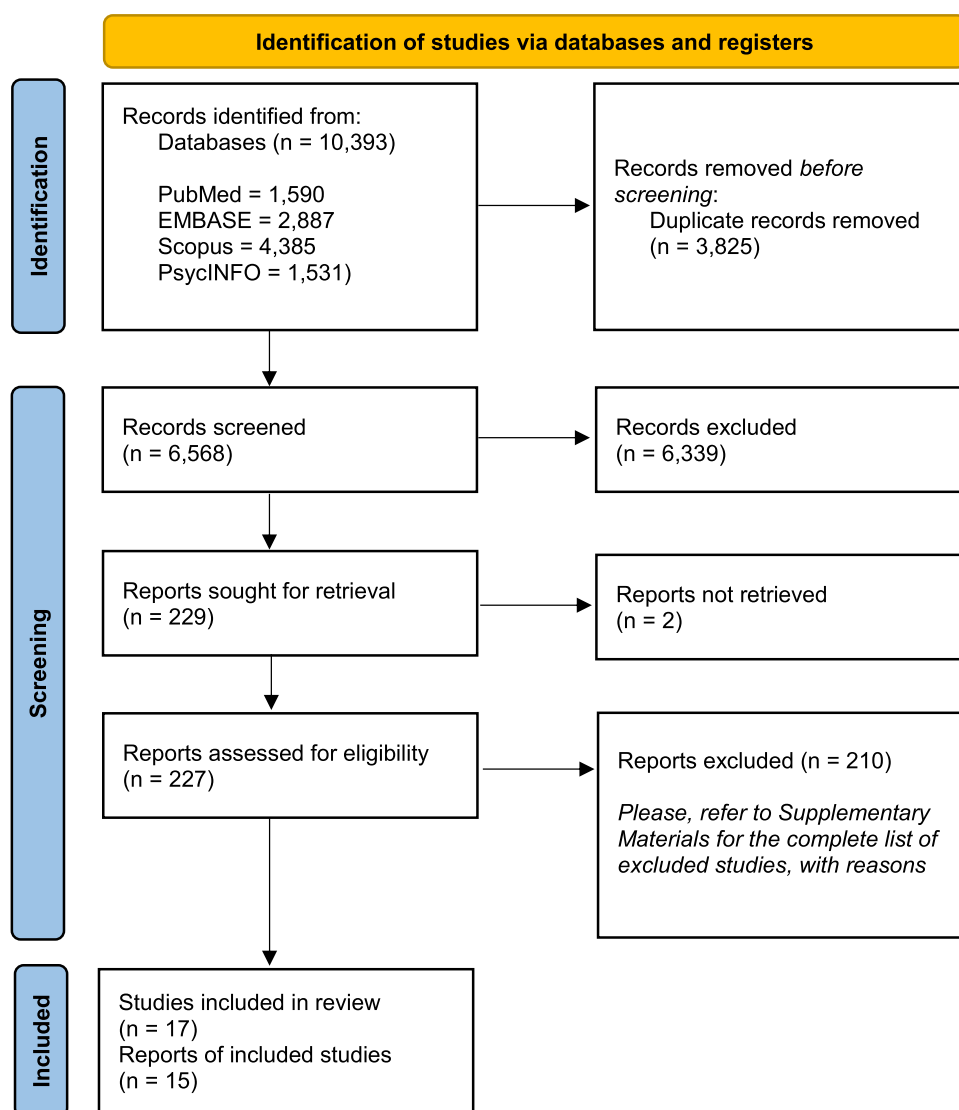 Identification of studies via databases and registers
Identification
Records identified from:
Databases (n = 10,393)
PubMed = 1,590
EMBASE = 2,887
Scopus = 4,385
PsycINFO = 1,531)
Records removed before
screening:
Duplicate records removed
(n = 3,825)
Screening
Records screened
(n = 6,568)
Records excluded
(n = 6,339)
Reports sought for retrieval
(n = 229)
Reports not retrieved
(n = 2)
Reports assessed for eligibility
(n = 227)
Reports excluded (n = 210)
Please, refer to Supplementary
Materials for the complete list of
excluded studies, with reasons
Included
Studies included in review
(n = 17)
Reports of included studies
(n = 15)